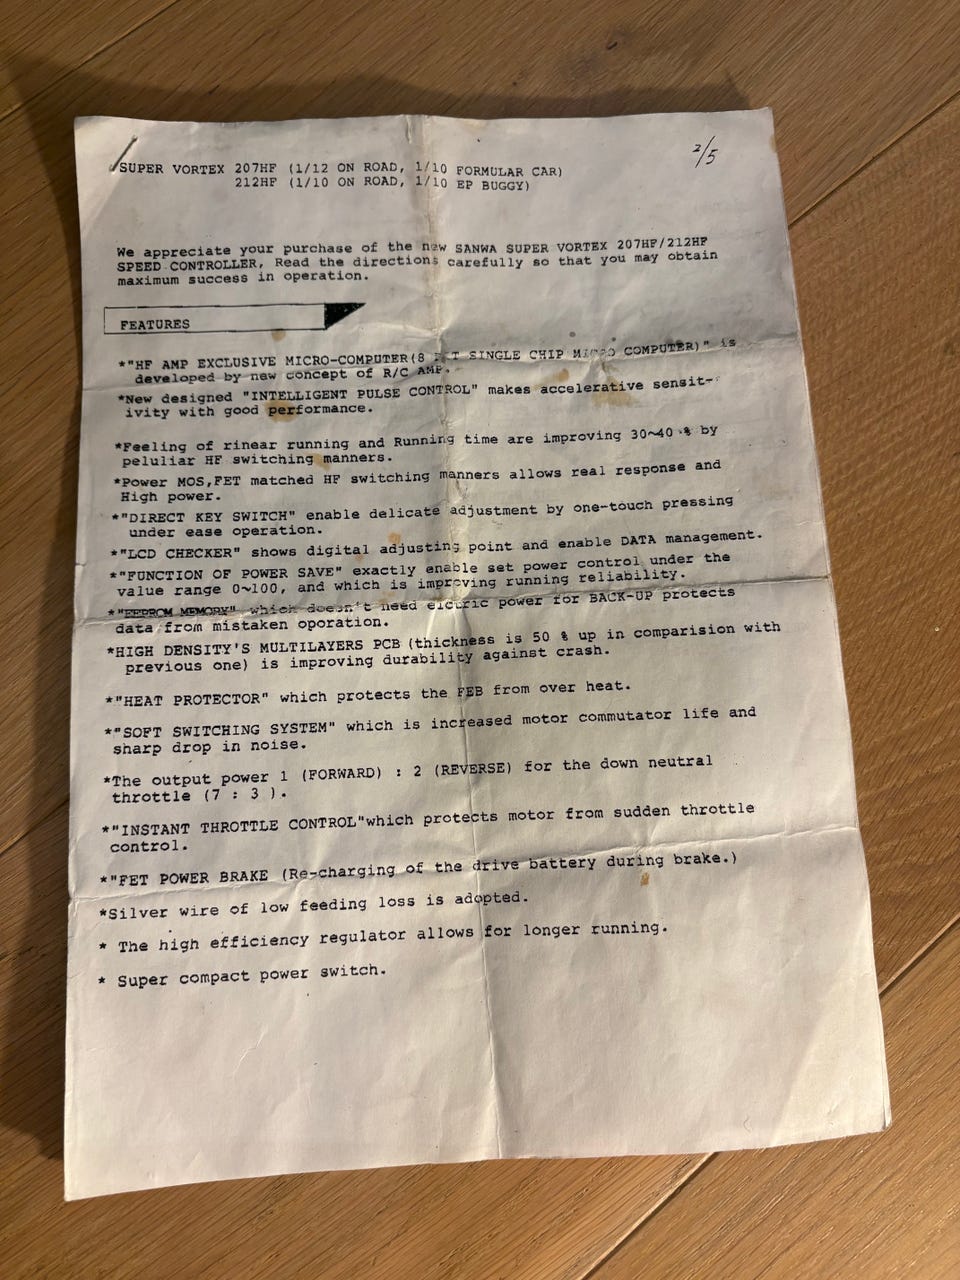 2/5
SUPER VORTEX 207HF (1/12 ON ROAD, 1/10 FORMULAR CAR)
212HF (1/10 ON ROAD, 1/10 EP BUGGY)
We appreciate your purchase of the new SANWA SUPER VORTEX 207HF/212HF
SPEED CONTROLLER, Read the directions carefully so that you may obtain
maximum success in operation.
FEATURES
*"HF AMP EXCLUSIVE MICRO-COMPUTER(8 SINGLE CHIP COMPUTER)" is
developed by new concept of R/C AMP.
*New designed "INTELLIGENT PULSE CONTROL" makes accelerative sensit-
ivity with good performance.
*Feeling of rinear running and Running time are improving 30~40 % by
peluliar HF switching manners.
*Power MOS,FET matched HF switching manners allows real response and
High power.
*"DIRECT KEY SWITCH" enable delicate adjustment by one-touch pressing
under ease operation.
*"LCD CHECKER" shows digital adjusting point and enable DATA management.
*"FUNCTION OF POWER SAVE" exactly enable set power control under the
value range 0~100, and which is improving running reliability.
*"EEPROM MEMORY" which doesn't need elctric power for BACK-UP protects
data from mistaken oporation.
*HIGH DENSITY'S MULTILAYERS PCB (thickness is 50 % up in comparision with
previous one) is improving durability against crash.
*"HEAT PROTECTOR" which protects the FEB from over heat.
*"SOFT SWITCHING SYSTEM" which is increased motor commutator life and
sharp drop in noise.
*The output power 1 (FORWARD) : 2 (REVERSE) for the down neutral
throttle (7 : 3 ).
*"INSTANT THROTTLE CONTROL"which protects motor from sudden throttle
control.
*"FET POWER BRAKE (Re-charging of the drive battery during brake.)
*Silver wire of low feeding loss is adopted.
* The high efficiency regulator allows for longer running.
* Super compact power switch.